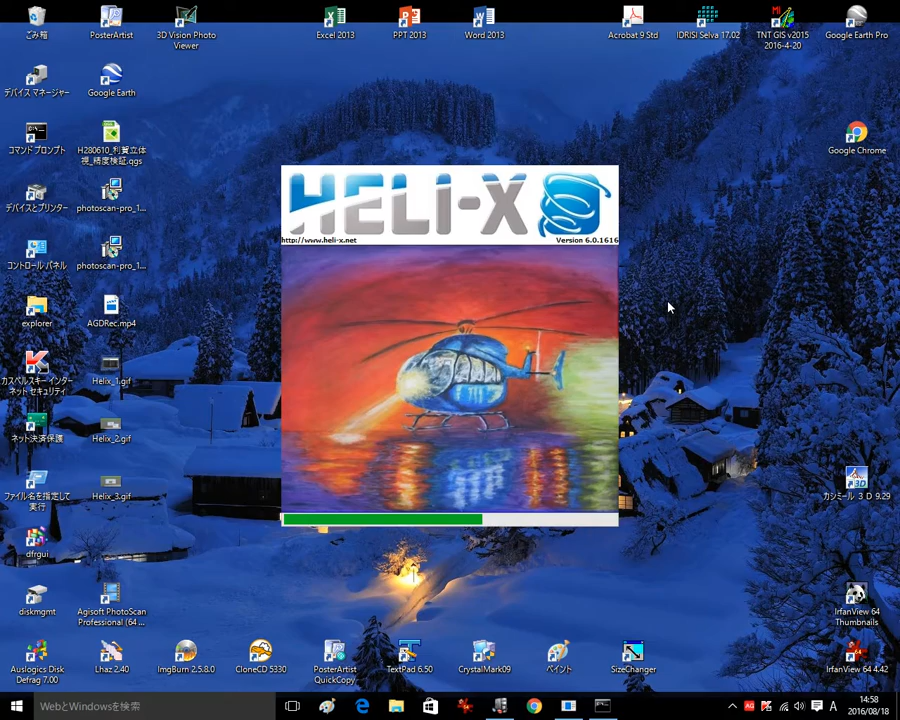 ごみ箱
PosterArtist
3D Vision Photo
Viewer
Excel 2013
PPT 2013
Word 2013
Acrobat 9 Std
IDRISI Selva 17.02
TNT GIS v2015
2016-4-20
Google Earth Pro
デバイス マネージャー
Google Earth
コマンド プロンプト
H280610_利賀立体
視_精度検証.qgs
Google Chrome
デバイスとプリンター
photoscan-pro_1...
コントロール パネル
photoscan-pro_1...
explorer
AGDRec.mp4
カスペルスキー インター
ネット セキュリティ
Helix_1.gif
ネット決済保護
Helix_2.gif
ファイル名を指定して
実行
Helix_3.gif
カシミール 3 D 9.29
dfrgui
diskmgmt
Agisoft PhotoScan
Professional (64 ...
IrfanView 64
Thumbnails
Auslogics Disk
Defrag 7.00
Lhaz 2.40
ImgBurn 2.5.8.0
CloneCD 5330
PosterArtist
QuickCopy
TextPad 6.50
CrystalMark09
ペイント
SizeChanger
IrfanView 64 4.42
HELI-X
http://www.heli-x.net
Version 6.0.1616
WebとWindowsを検索
A
14:58
2016/08/18